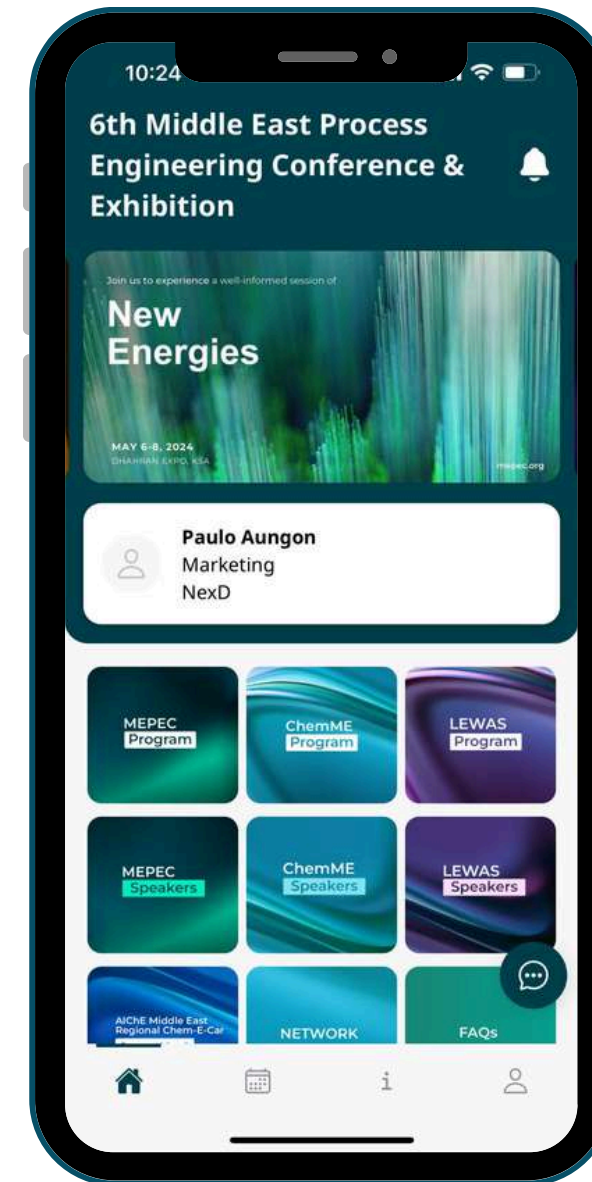 10:24
6th Middle East Process
Engineering Conference &
Exhibition
Join us to experience a well-informed session of
New
Energies
MAY 6-8, 2024
DHAHRAN EXPO, KSA
mepec.org
Paulo Aungon
Marketing
NexD
MEPEC
Program
ChemME
Program
LEWAS
Program
MEPEC
Speakers
ChemME
Speakers
LEWAS
Speakers
AIChE Middle East
Regional Chem-E-Car
NETWORK
FAQs